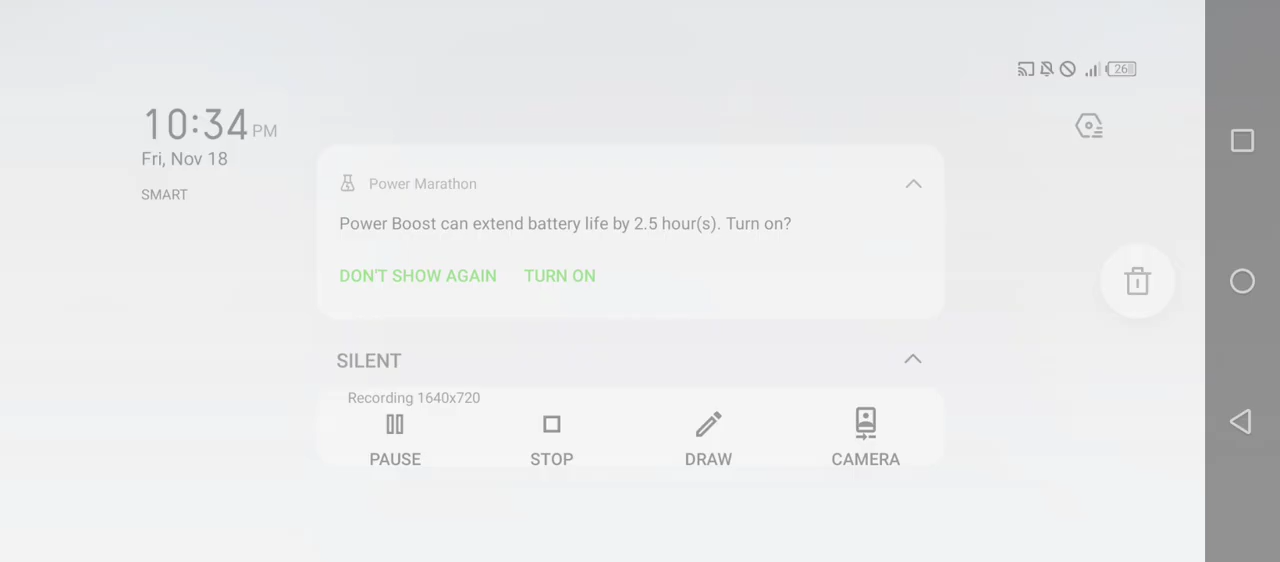 26
10:34 PM
Fri, Nov 18
SMART
Power Marathon
Power Boost can extend battery life by 2.5 hour(s). Turn on?
DON'T SHOW AGAIN TURN ON
SILENT
Recording 1640x720
PAUSE STOP DRAW CAMERA